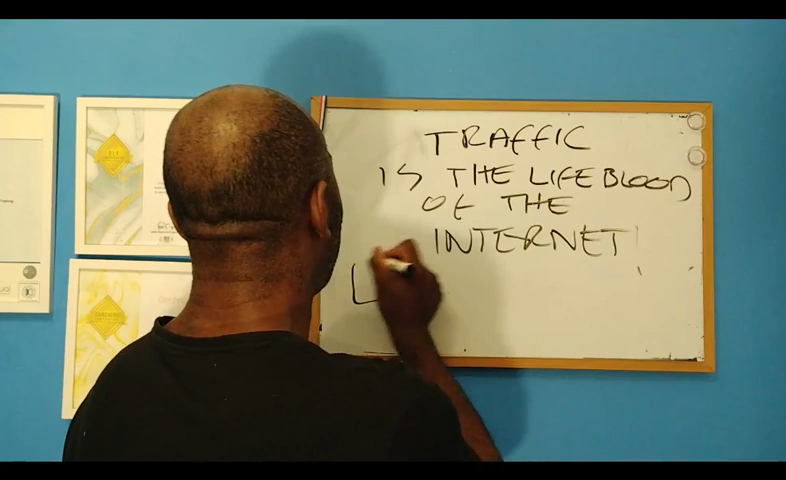 TRAFFIC
IS THE LIFEBLOOD
OF THE
INTERNET!
L